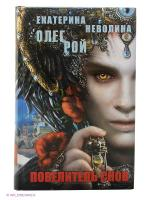 ЕКАТЕРИНА НЕВОЛИНА
ОЛЕГ РОЙ
ПОВЕЛИТЕЛЬ СНОВ